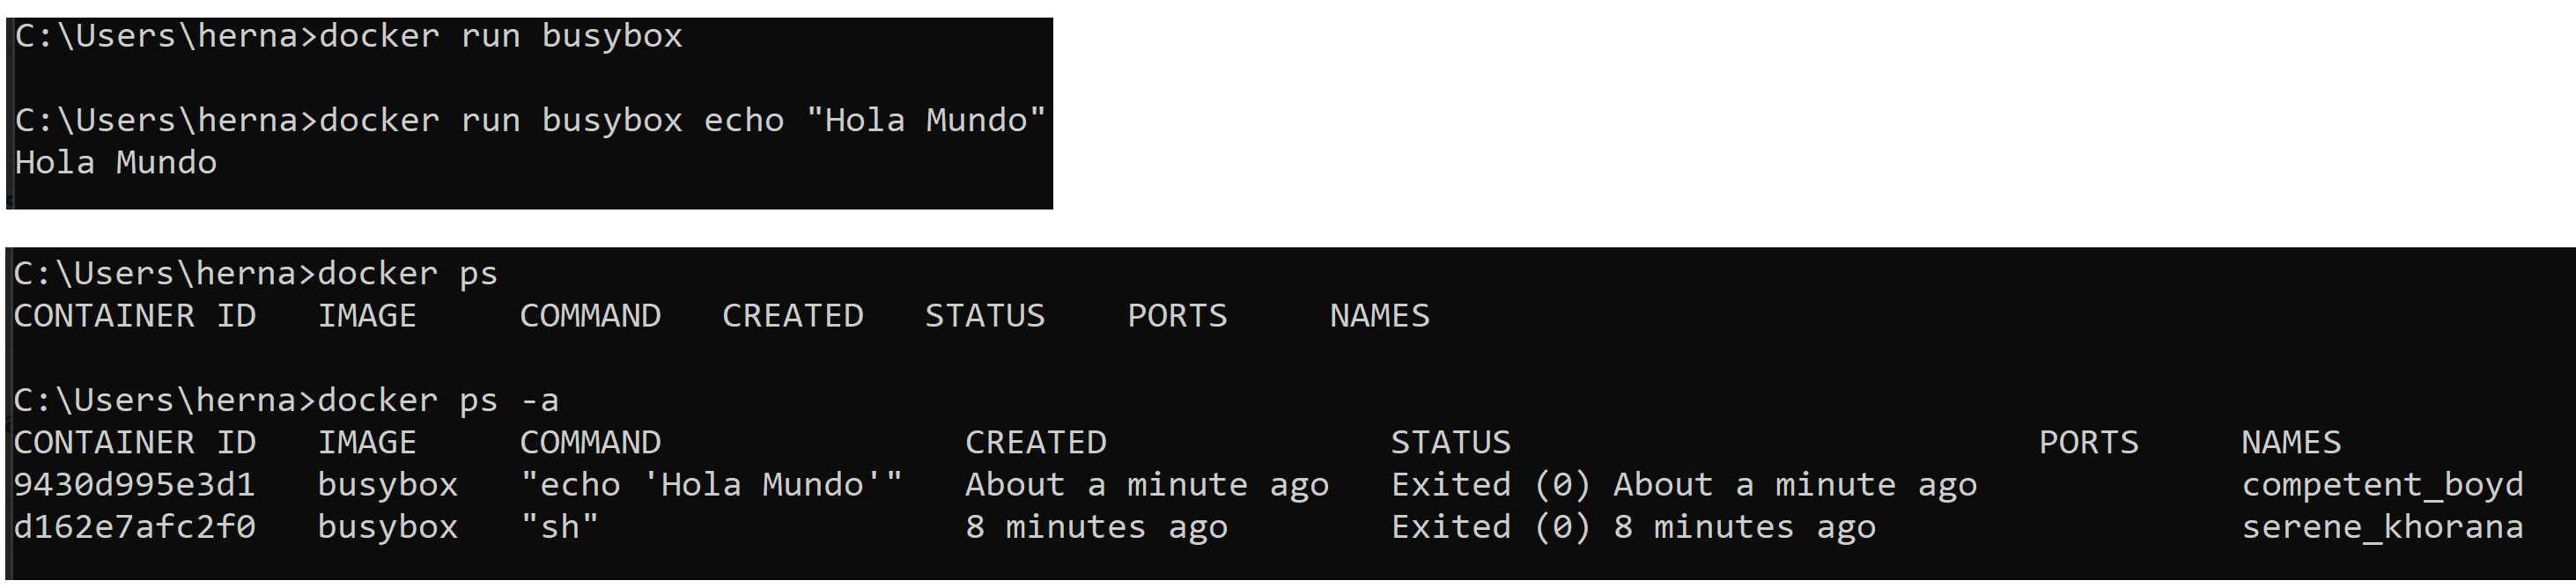 C:\Users\herna>docker run busybox
C:\Users\herna>docker run busybox echo "Hola Mundo"
Hola Mundo
C:\Users\herna>docker ps
CONTAINER ID   IMAGE     COMMAND   CREATED   STATUS    PORTS     NAMES
C:\Users\herna>docker ps -a
CONTAINER ID   IMAGE     COMMAND               CREATED              STATUS                          PORTS     NAMES
9430d995e3d1   busybox   "echo 'Hola Mundo'"   About a minute ago   Exited (0) About a minute ago             competent_boyd
d162e7afc2f0   busybox   "sh"                  8 minutes ago        Exited (0) 8 minutes ago                  serene_khorana